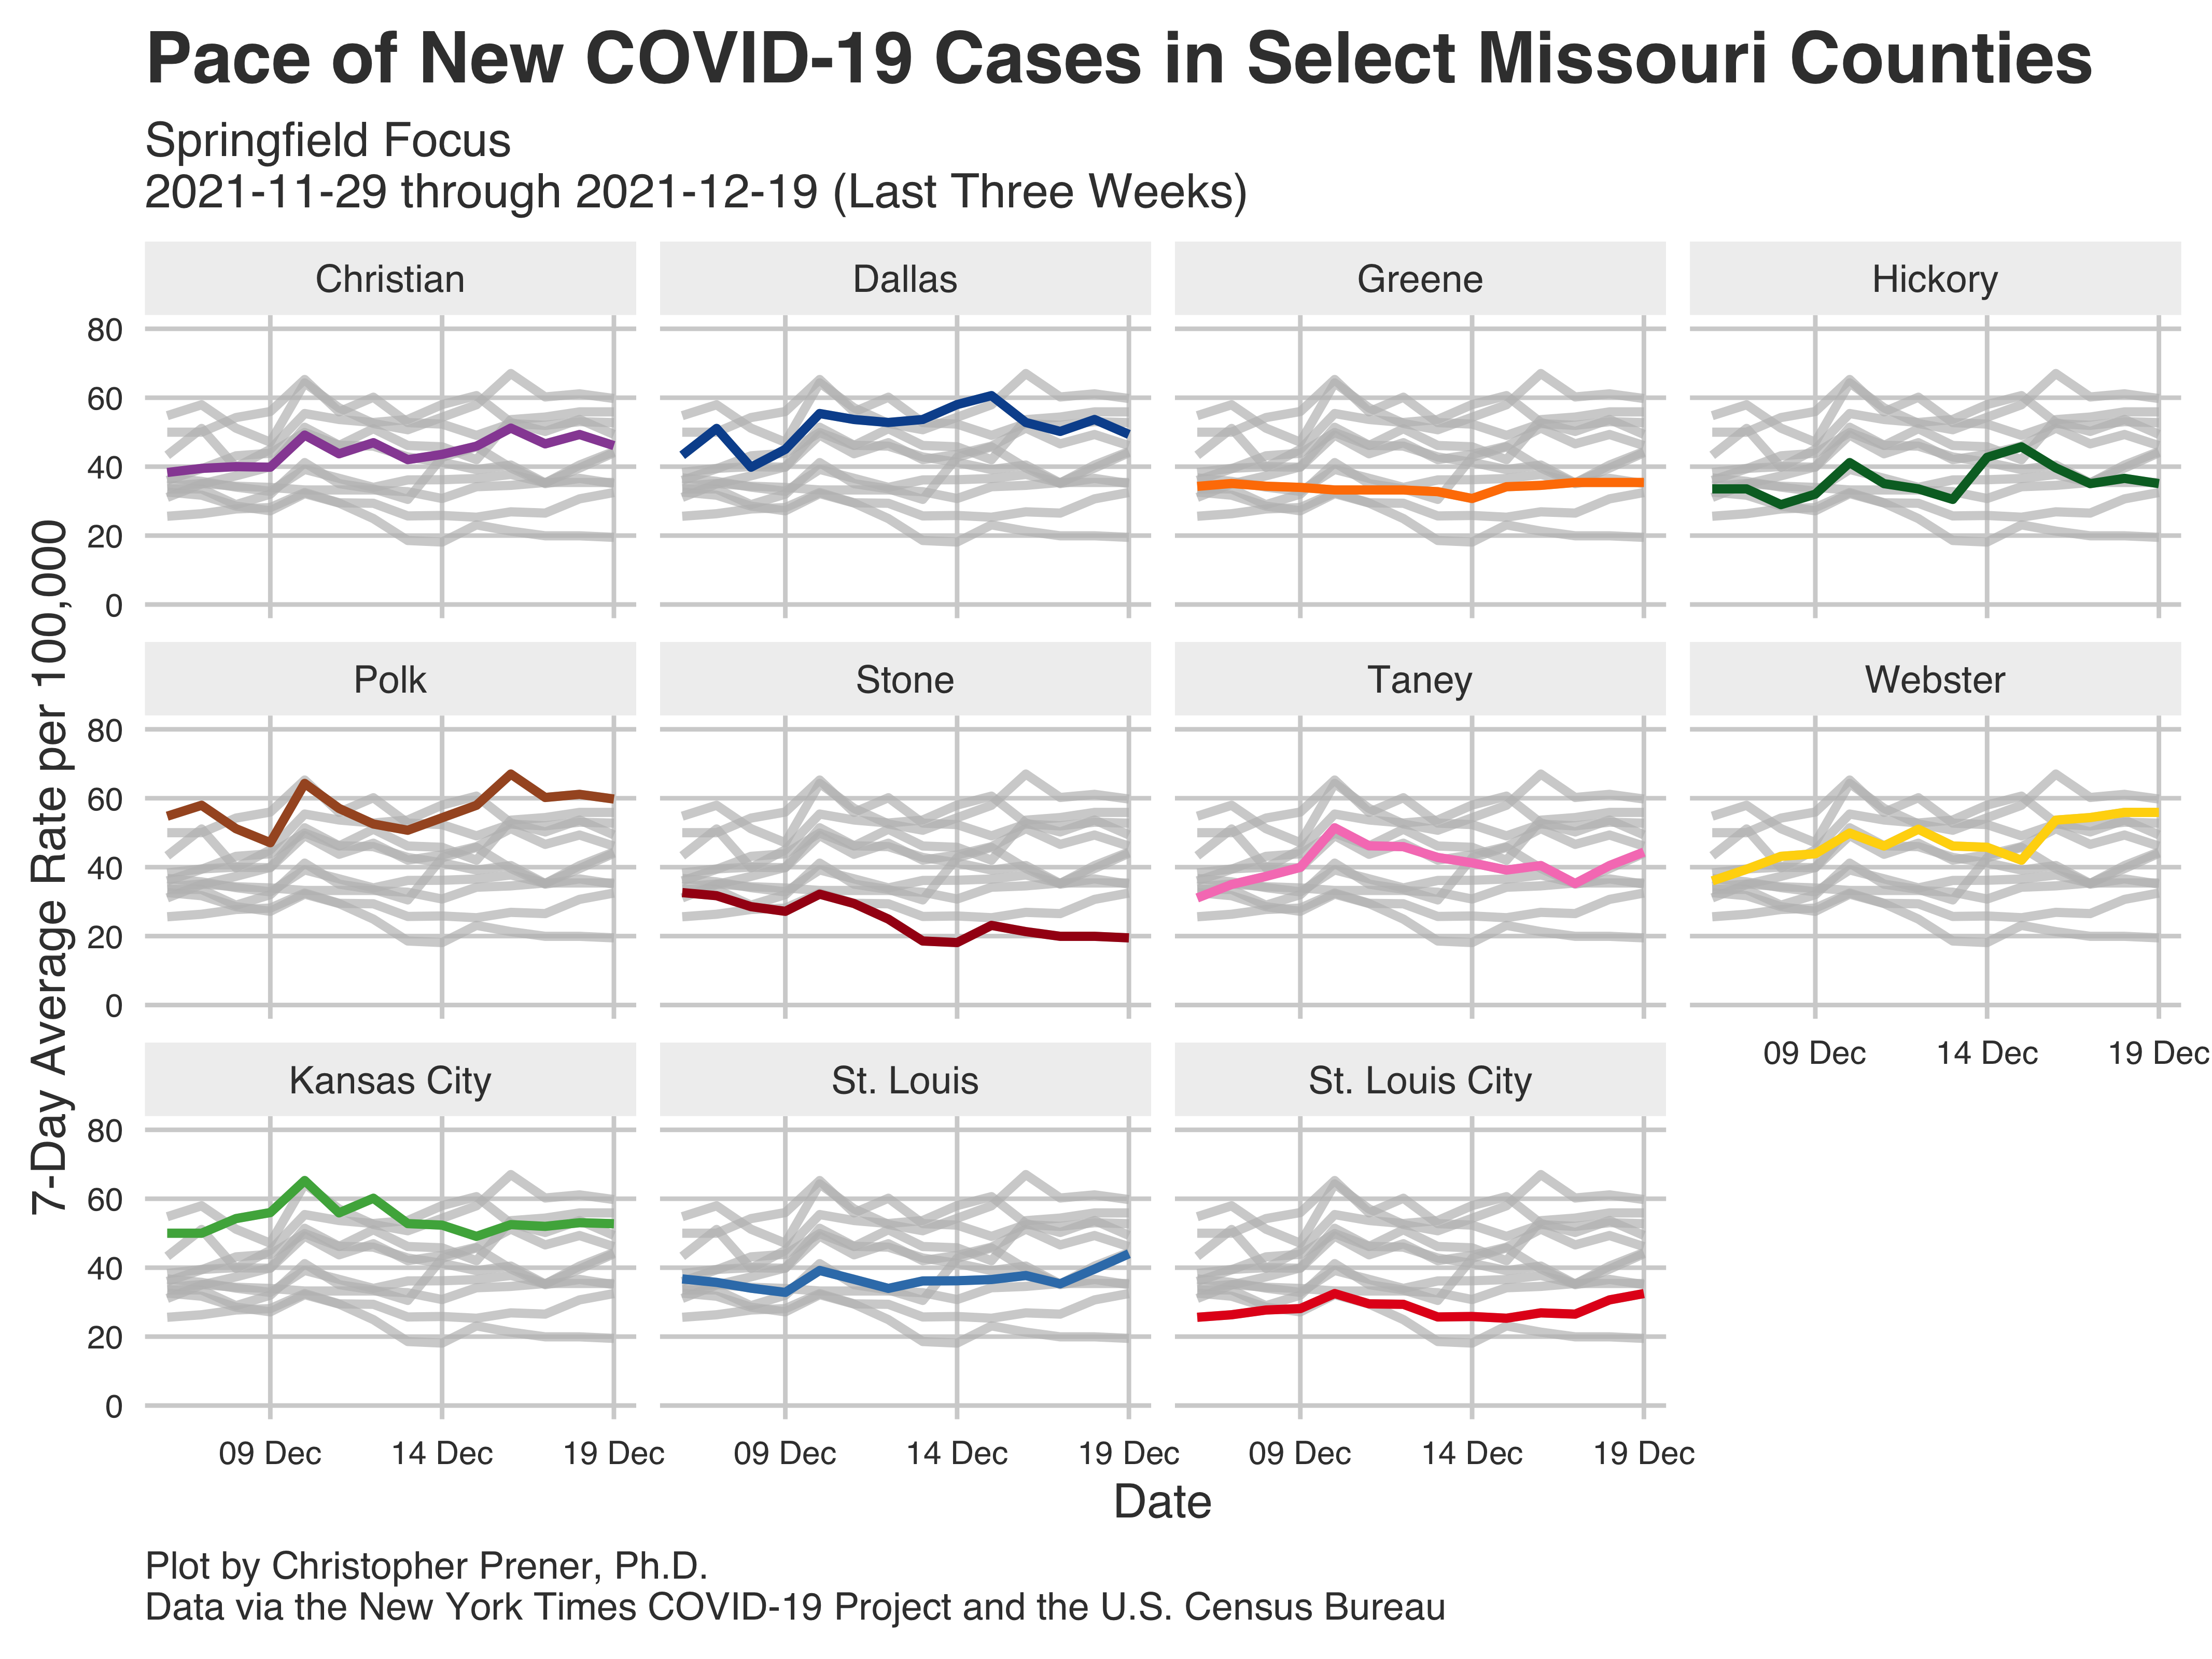 Pace of New COVID-19 Cases in Select Missouri Counties
Springfield Focus
2021-11-29 through 2021-12-19 (Last Three Weeks)
7-Day Average Rate per 100,000
Christian
Dallas
Greene
Hickory
80
60
40
20
0
Polk
Stone
Taney
Webster
80
60
40
20
0
09 Dec
14 Dec
19 Dec
Kansas City
St. Louis
St. Louis City
80
60
40
20
0
09 Dec
14 Dec
19 Dec
09 Dec
14 Dec
19 Dec
09 Dec
14 Dec
19 Dec
Date
Plot by Christopher Prener, Ph.D.
Data via the New York Times COVID-19 Project and the U.S. Census Bureau